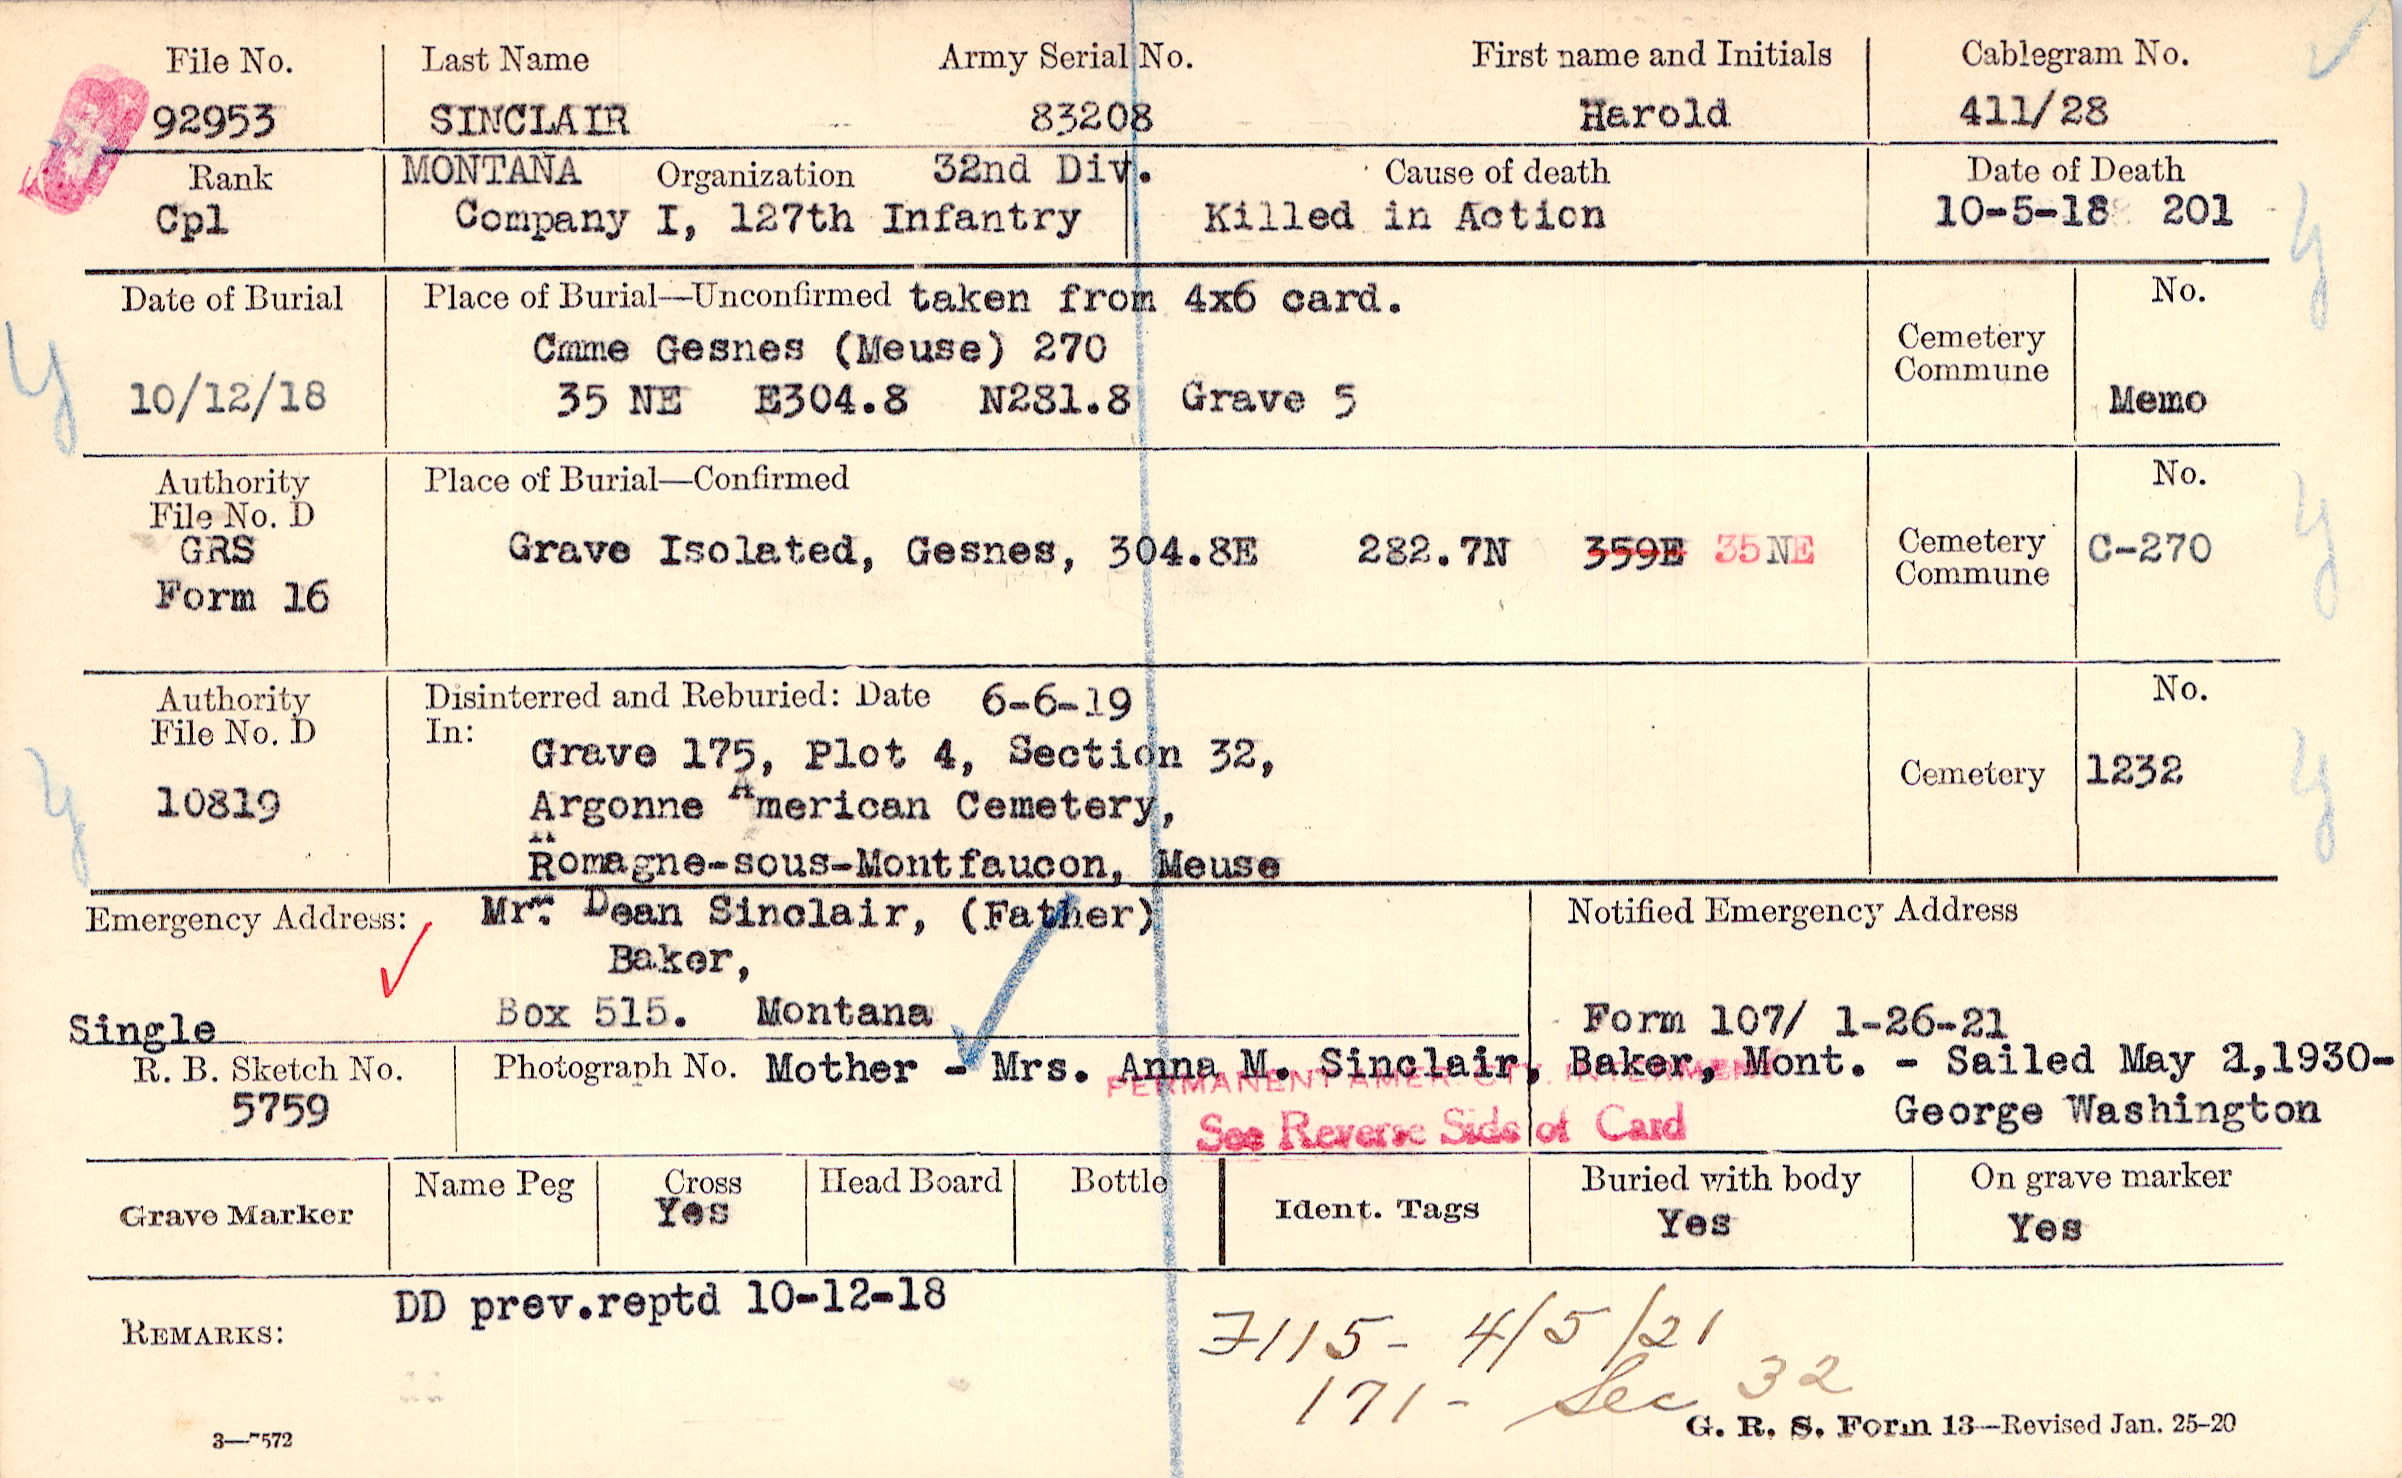 File No. Last Name Army Serial No. First name and Initials Cablegram No.
92953 SINCLAIR 83208 Harold 411/28
Rank MONTANA Organization 32nd Div. Cause of death Date of Death
Cpl Company I, 127th Infantry Killed in Action 10-5-18 201
Date of Burial Place of Burial—Unconfirmed taken from 4x6 card. No.
Cmme Gesnes (Meuse) 270 Cemetery
Commune
10/12/18 35 NE E304.8 N281.8 Grave 5 Memo
Authority Place of Burial—Confirmed No.
File No. D
GRS Grave Isolated, Gesnes, 304.8E 282.7N 359E 35NE Cemetery C-270
Commune
Form 16
Authority Disinterred and Reburied: Date 6-6-19 No.
File No. D In:
Grave 175, Plot 4, Section 32, Cemetery 1232
10819 Argonne American Cemetery,
Romagne-sous-Montfaucon, Meuse
Emergency Address: Mr. Dean Sinclair, (Father) Notified Emergency Address
Baker,
Single Box 515. Montana Form 107/ 1-26-21
R. B. Sketch No. Photograph No. Mother - Mrs. Anna M. Sinclair, Baker, Mont. - Sailed May ,1930-
PERMANENT AMER
5759 See Reverse Side of Card George Washington
Grave Marker Name Peg Cross Head Board Bottle Ident. Tags Buried with body On grave marker
Yes Yes Yes
REMARKS: DD prev.reptd 10-12-18
7115- 4/5/21
171- Sec 32
3—7572 G. R. S. Form 13—Revised Jan. 25-20